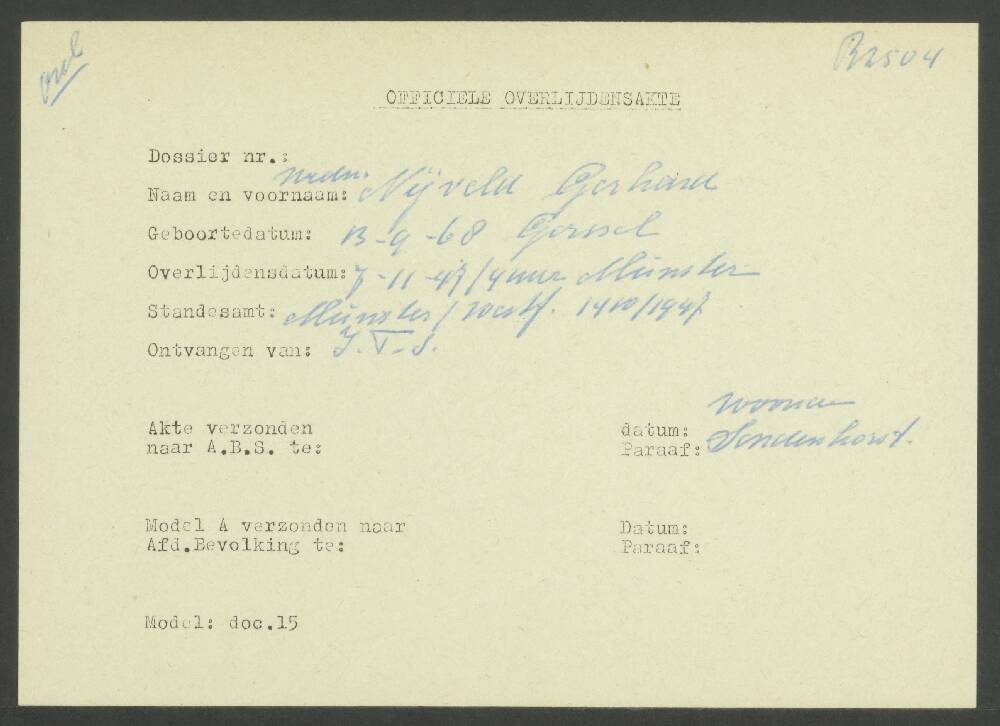 R2504
OFFICIELE OVERLIJDENSAKTE
Dossier nr.:
Naam en voornaam: Nijveld Gerhard
Geboortedatum: 13-9-68 Gorssel
Overlijdensdatum: 7-11-47/4 uur Münster
Standesamt: Münster/Westf. 1410/1947
Ontvangen van: I.T.S.
Akte verzonden
naar A.B.S. te:
datum:
Paraaf:
Sendenhorst.
Model A verzonden naar
Afd.Bevolking te:
Datum:
Paraaf:
Model: doc.15